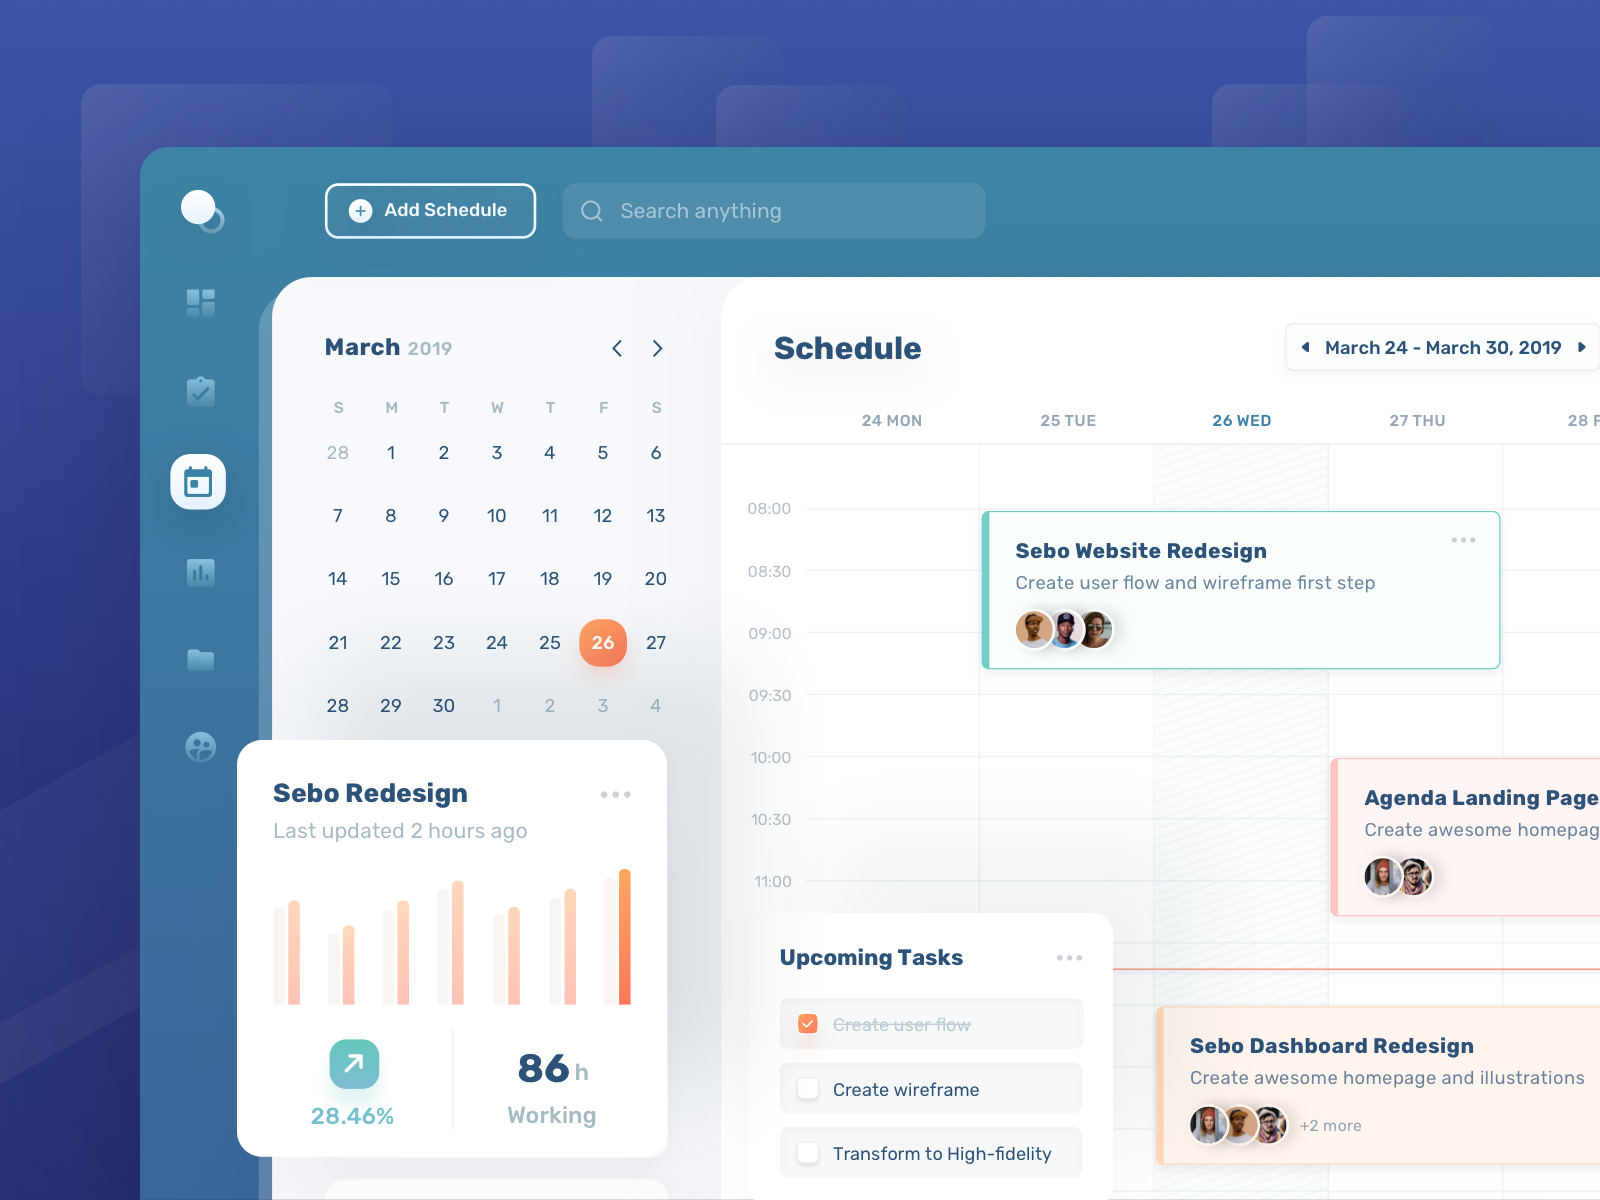 Add Schedule
Search anything
March 2019
S M T W T F S
28 1 2 3 4 5 6
7 8 9 10 11 12 13
14 15 16 17 18 19 20
21 22 23 24 25 26 27
28 29 30 1 2 3 4
Sebo Redesign
Last updated 2 hours ago
28.46%
86 h
Working
Schedule
March 24 - March 30, 2019
24 MON 25 TUE 26 WED 27 THU 28 F
08:00
08:30
09:00
09:30
10:00
10:30
11:00
Sebo Website Redesign
Create user flow and wireframe first step
Agenda Landing Page
Create awesome homepag
Upcoming Tasks
Create user flow
Create wireframe
Transform to High-fidelity
Sebo Dashboard Redesign
Create awesome homepage and illustrations
+2 more